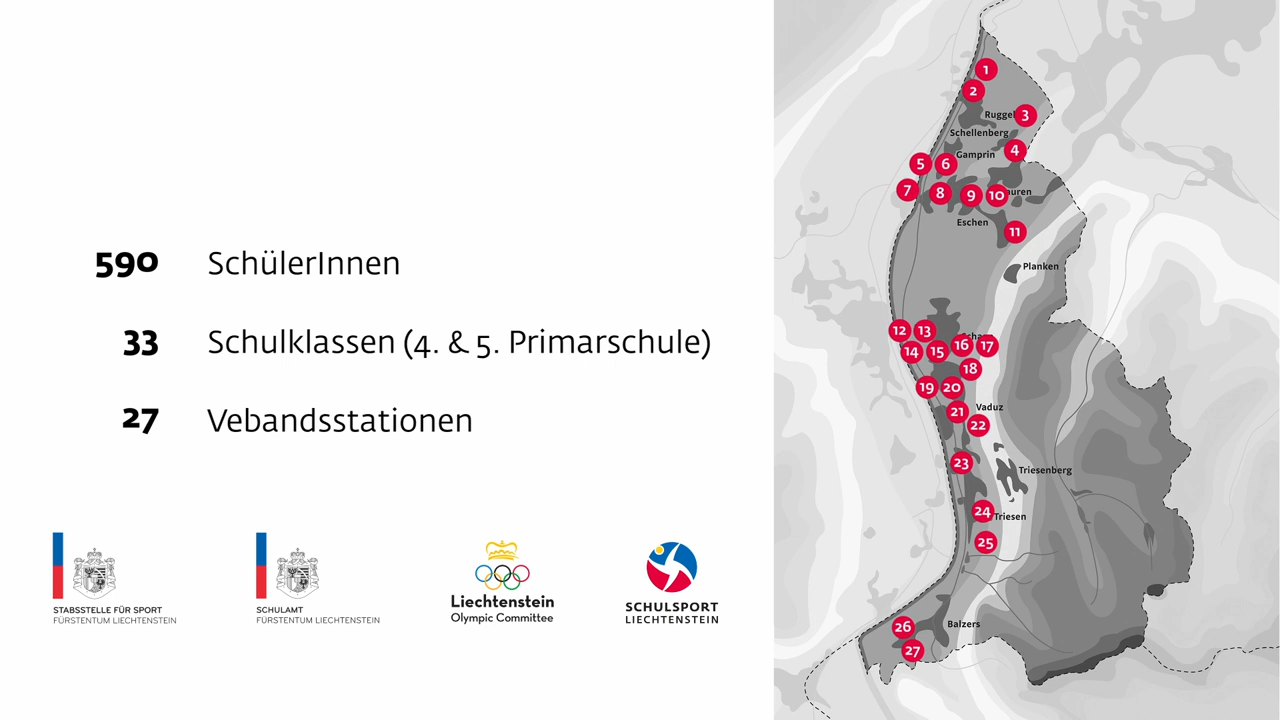 590 SchülerInnen
33 Schulklassen (4. & 5. Primarschule)
27 Vebandsstationen
STABSSTELLE FÜR SPORT
FÜRSTENTUM LIECHTENSTEIN
SCHULAMT
FÜRSTENTUM LIECHTENSTEIN
Liechtenstein
Olympic Committee
SCHULSPORT
LIECHTENSTEIN
1
2
Ruggel 3
Schellenberg
4
Gamprin
5 6
7 8 9 10 auren
Eschen
11
Planken
12 13
14 15 16 17
18
19 20
Vaduz
21
22
23
Triesenberg
24 Triesen
25
Balzers
26
27